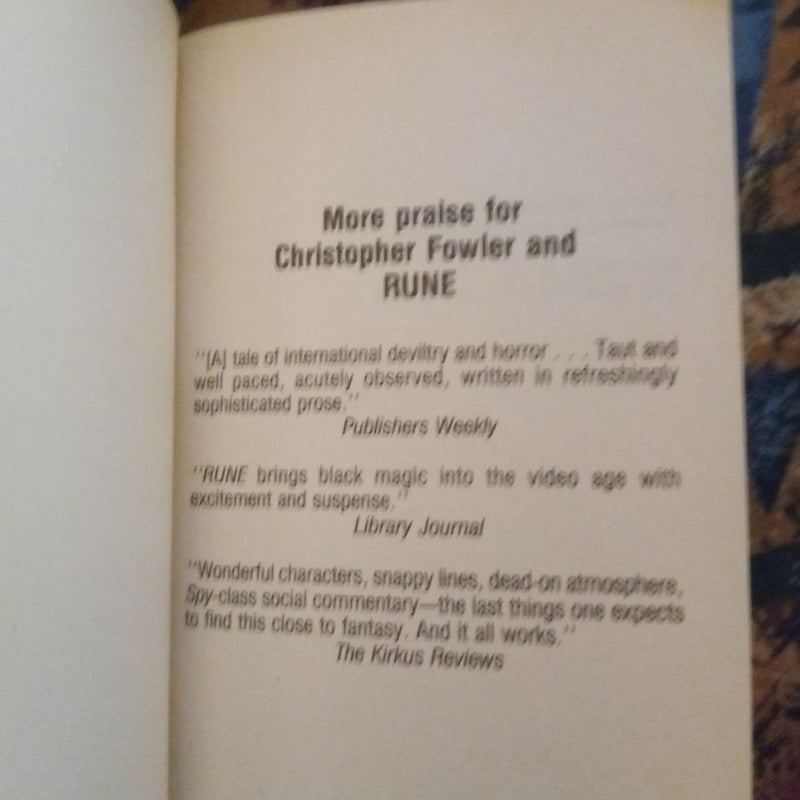 More praise for
Christopher Fowler and
RUNE
"[A] tale of international deviltry and horror . . . Taut and
well paced, acutely observed, written in refreshingly
sophisticated prose."
Publishers Weekly
"RUNE brings black magic into the video age with
excitement and suspense."
Library Journal
"Wonderful characters, snappy lines, dead-on atmosphere,
Spy-class social commentary—the last things one expects
to find this close to fantasy. And it all works."
The Kirkus Reviews